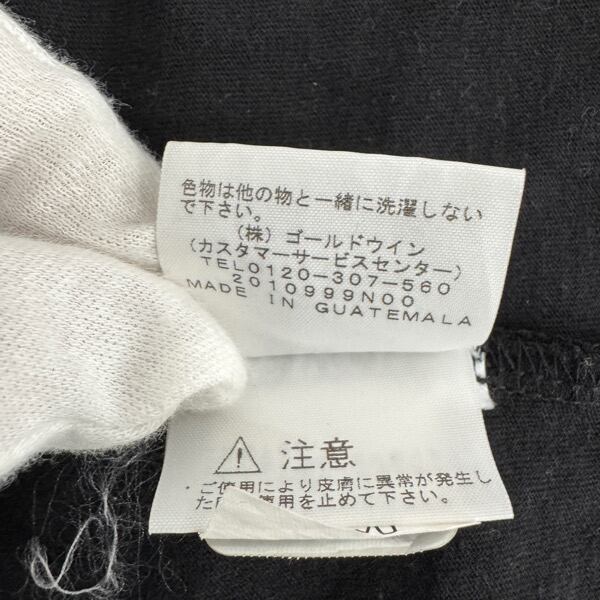 色物は他の物と一緒に洗濯しない
で下さい。
(株) ゴールドウイン
(カスタマーサービスセンター)
TEL0120-307-560
2010999N00
MADE IN GUATEMALA
⚠ 注意
・ご使用により皮膚に異常が発生し
使用を止めて下さい。